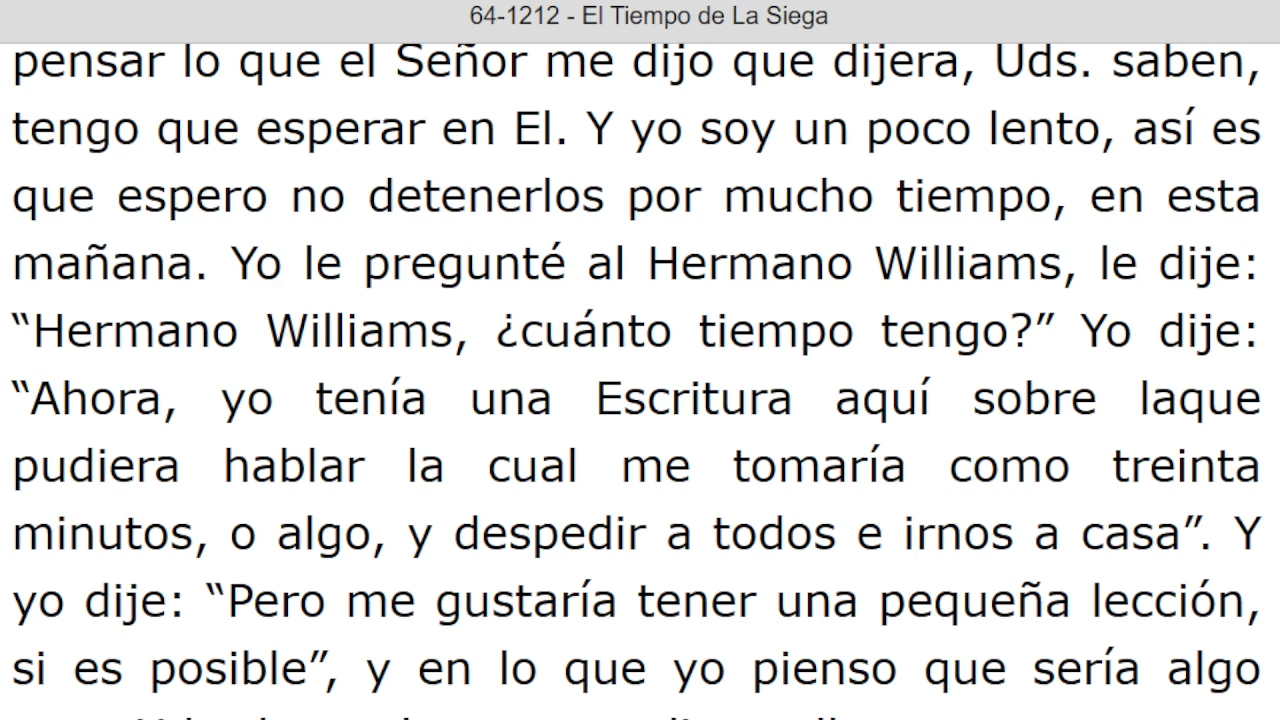 64-1212 - El Tiempo de La Siega
pensar lo que el Señor me dijo que dijera, Uds. saben,
tengo que esperar en El. Y yo soy un poco lento, así es
que espero no detenerlos por mucho tiempo, en esta
mañana. Yo le pregunté al Hermano Williams, le dije:
“Hermano Williams, ¿cuánto tiempo tengo?” Yo dije:
“Ahora, yo tenía una Escritura aquí sobre laque
pudiera hablar la cual me tomaría como treinta
minutos, o algo, y despedir a todos e irnos a casa”. Y
yo dije: “Pero me gustaría tener una pequeña lección,
si es posible”, y en lo que yo pienso que sería algo